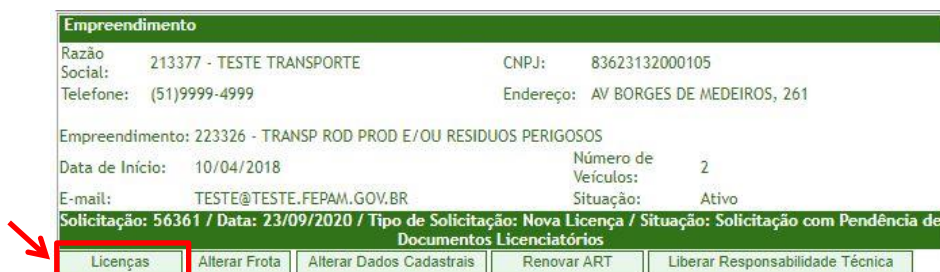 Empreendimento
Razão Social: 213377 - TESTE TRANSPORTE CNPJ: 83623132000105
Telefone: (51)9999-4999 Endereço: AV BORGES DE MEDEIROS, 261
Empreendimento: 223326 - TRANSP ROD PROD E/OU RESIDUOS PERIGOSOS
Data de Início: 10/04/2018 Número de Veículos: 2
E-mail: TESTE@TESTE.FEPAM.GOV.BR Situação: Ativo
Solicitação: 56361 / Data: 23/09/2020 / Tipo de Solicitação: Nova Licença / Situação: Solicitação com Pendência de
Documentos Licenciatórios
Licenças Alterar Frota Alterar Dados Cadastrais Renovar ART Liberar Responsabilidade Técnica